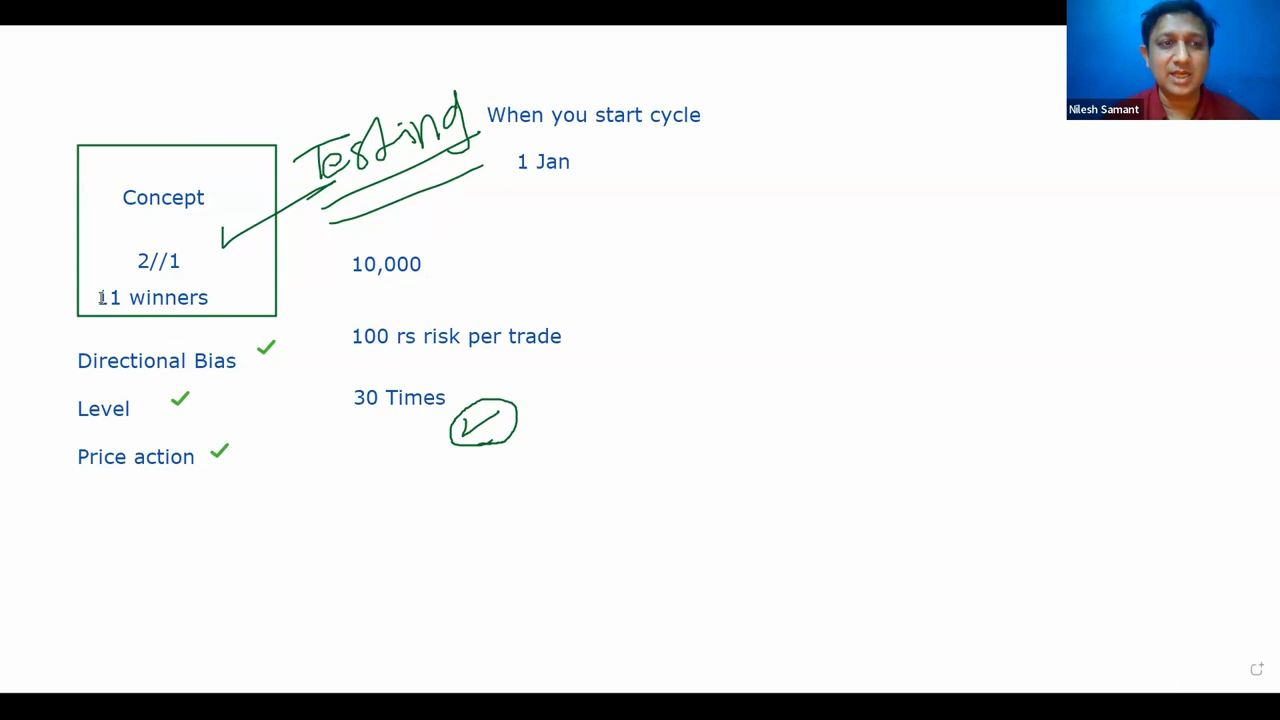 Nilesh Samant
When you start cycle
Testing
1 Jan
Concept
2//1
11 winners
10,000
100 rs risk per trade
30 Times
Directional Bias
Level
Price action